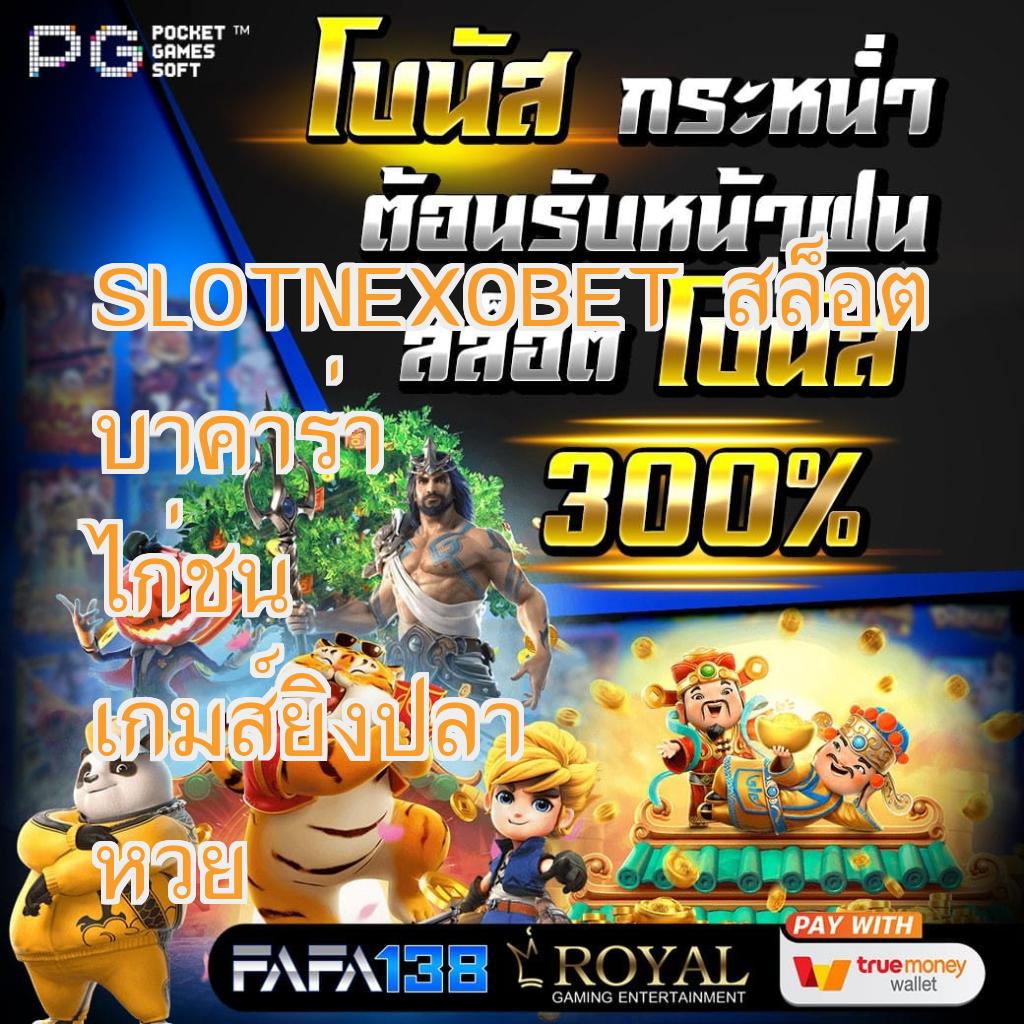 PG POCKET GAMES SOFT™
โบนัส กระหน่ำ
ต้อนรับหน้าฝน
SLOTNEXOBET สล็อต
สล็อต โบนัส
บาคาร่า
300%
ไก่ชน
เกมส์ยิงปลา
หวย
FAFA138
ROYAL
GAMING ENTERTAINMENT
PAY WITH
truemoney
wallet